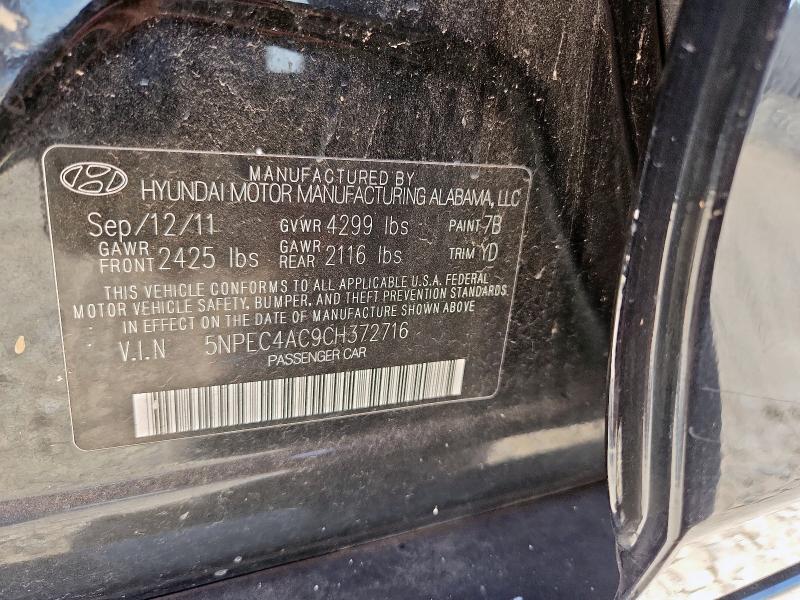 MANUFACTURED BY
HYUNDAI MOTOR MANUFACTURING ALABAMA, LLC
Sep/12/11 GVWR 4299 lbs PAINT 7B
GAWR FRONT 2425 lbs GAWR REAR 2116 lbs TRIM YD
THIS VEHICLE CONFORMS TO ALL APPLICABLE U.S.A. FEDERAL
MOTOR VEHICLE SAFETY, BUMPER, AND THEFT PREVENTION STANDARDS
IN EFFECT ON THE DATE OF MANUFACTURE SHOWN ABOVE.
V.I.N 5NPEC4AC9CH372716
PASSENGER CAR